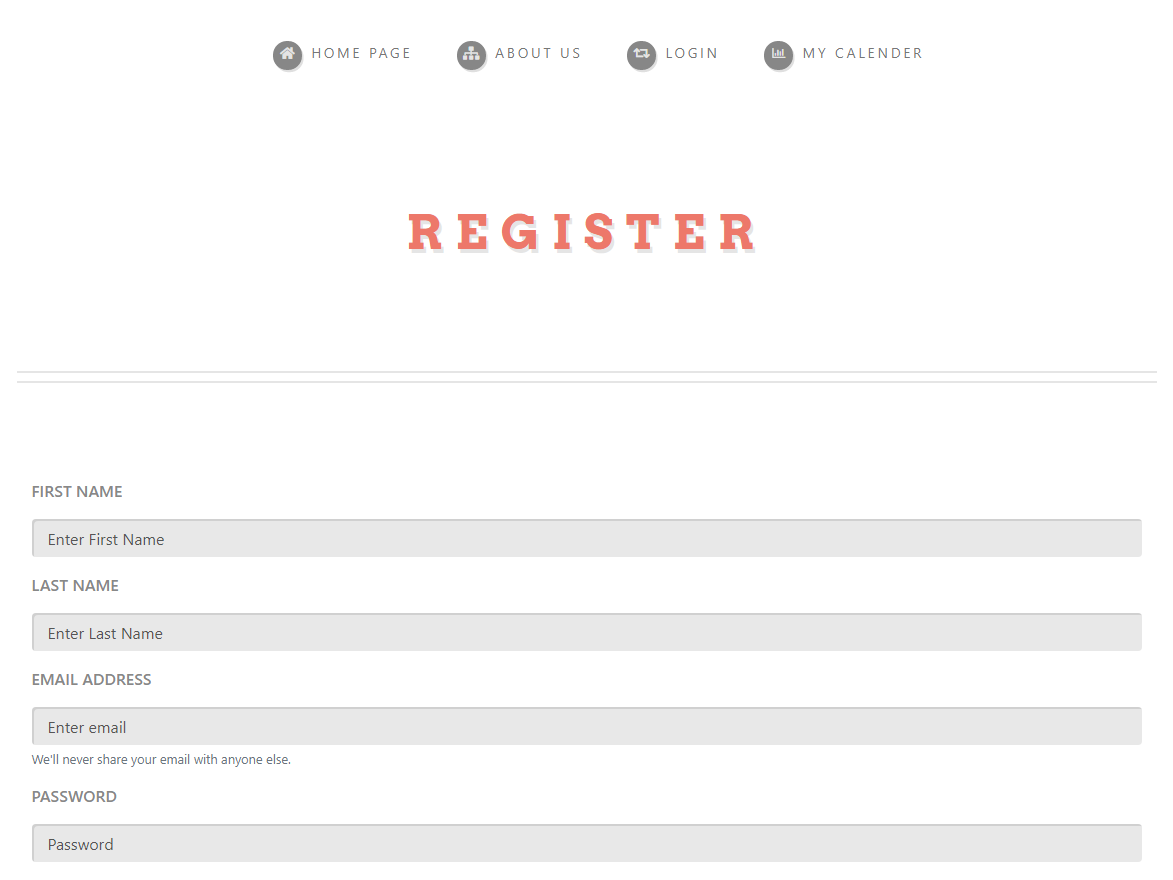 HOME PAGE ABOUT US LOGIN MY CALENDER
REGISTER
FIRST NAME
Enter First Name
LAST NAME
Enter Last Name
EMAIL ADDRESS
Enter email
We'll never share your email with anyone else.
PASSWORD
Password